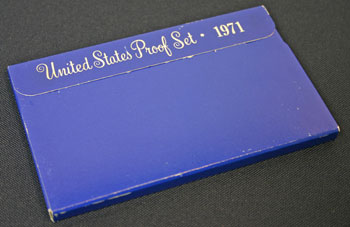 United States Proof Set • 1971